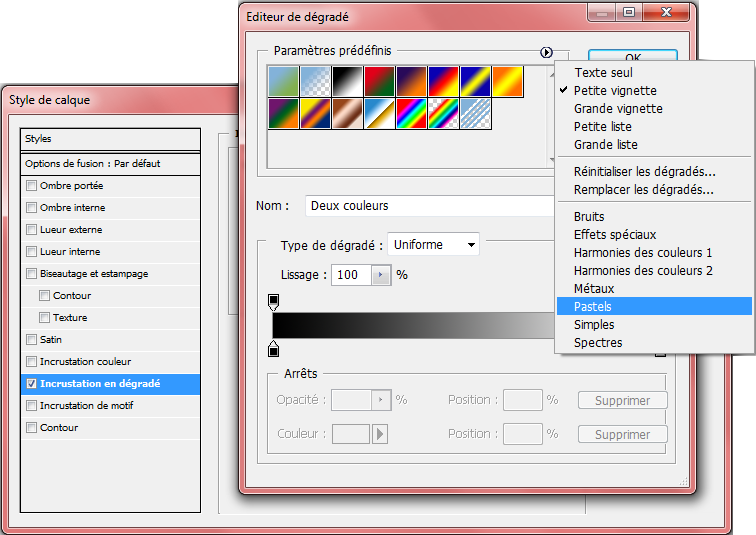 Editeur de dégradé
Paramètres prédéfinis
OK
Texte seul
Petite vignette
Grande vignette
Petite liste
Grande liste
Réinitialiser les dégradés...
Remplacer les dégradés...
Bruits
Effets spéciaux
Harmonies des couleurs 1
Harmonies des couleurs 2
Métaux
Pastels
Simples
Spectres
Nom :
Deux couleurs
Type de dégradé :
Uniforme
Lissage :
100
%
Arrêts
Opacité :
%
Position :
%
Supprimer
Couleur :
Position :
%
Supprimer
Style de calque
Styles
Options de fusion : Par défaut
Ombre portée
Ombre interne
Lueur externe
Lueur interne
Biseautage et estampage
Contour
Texture
Satin
Incrustation couleur
Incrustation en dégradé
Incrustation de motif
Contour